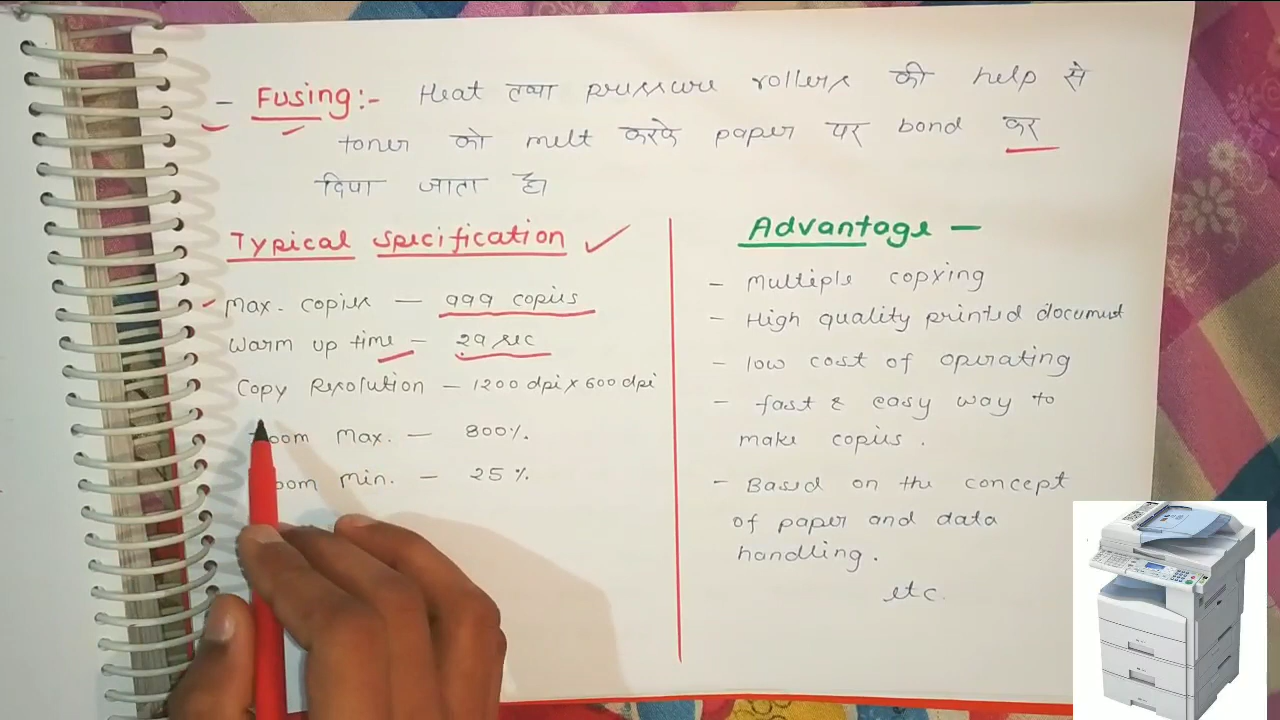 - Fusing:- Heat तथा pressure rollers की help से
toner को melt करके paper पर bond कर
दिया जाता है।
Typical Specification
Max. copies — 999 copies
Warm up time — 29 sec
Copy Resolution — 1200 dpi x 600 dpi
Zoom Max. — 800%.
Zoom Min. — 25%.
Advantage —
- Multiple copying
- High quality printed document
- low cost of operating
- fast & easy way to
make copies.
- Based on the concept
of paper and data
handling.
etc.